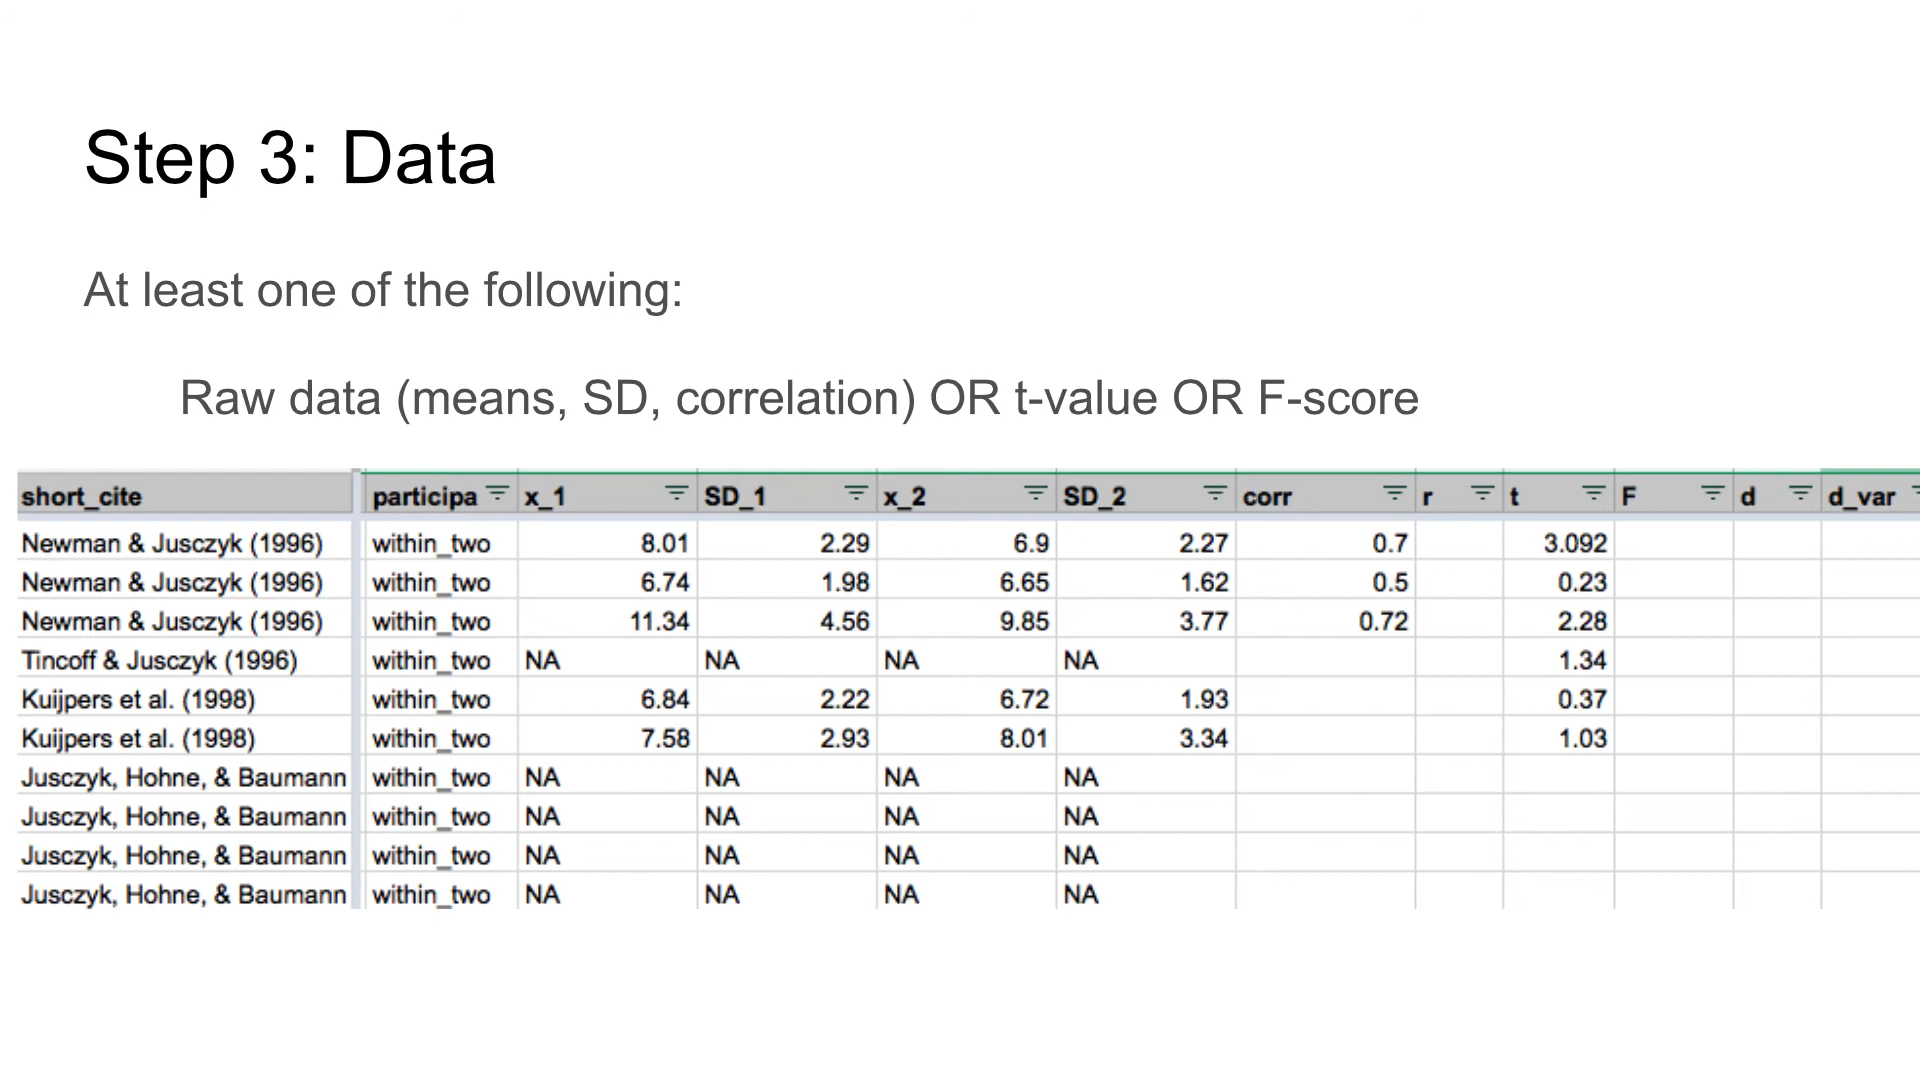 Step 3: Data
At least one of the following:
Raw data (means, SD, correlation) OR t-value OR F-score
short_cite participa x_1 SD_1 x_2 SD_2 corr r t F d d_var
Newman & Jusczyk (1996) within_two 8.01 2.29 6.9 2.27 0.7 3.092
Newman & Jusczyk (1996) within_two 6.74 1.98 6.65 1.62 0.5 0.23
Newman & Jusczyk (1996) within_two 11.34 4.56 9.85 3.77 0.72 2.28
Tincoff & Jusczyk (1996) within_two NA NA NA NA 1.34
Kuijpers et al. (1998) within_two 6.84 2.22 6.72 1.93 0.37
Kuijpers et al. (1998) within_two 7.58 2.93 8.01 3.34 1.03
Jusczyk, Hohne, & Baumann within_two NA NA NA NA
Jusczyk, Hohne, & Baumann within_two NA NA NA NA
Jusczyk, Hohne, & Baumann within_two NA NA NA NA
Jusczyk, Hohne, & Baumann within_two NA NA NA NA